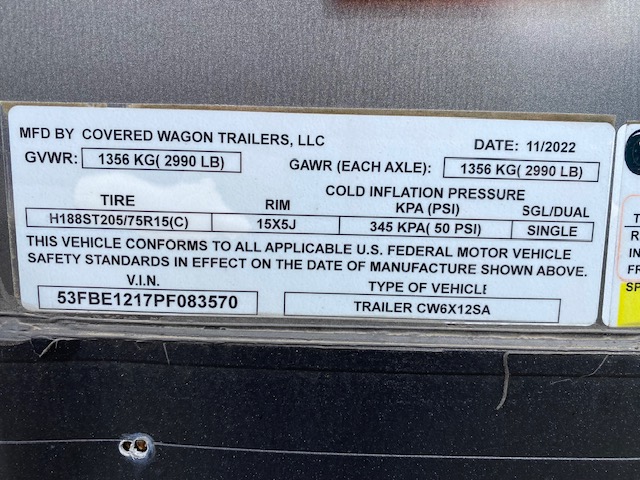 MFD BY COVERED WAGON TRAILERS, LLC DATE: 11/2022
GVWR: 1356 KG( 2990 LB) GAWR (EACH AXLE): 1356 KG( 2990 LB)
COLD INFLATION PRESSURE
TIRE RIM KPA (PSI) SGL/DUAL
H188ST205/75R15(C) 15X5J 345 KPA( 50 PSI) SINGLE
THIS VEHICLE CONFORMS TO ALL APPLICABLE U.S. FEDERAL MOTOR VEHICLE
SAFETY STANDARDS IN EFFECT ON THE DATE OF MANUFACTURE SHOWN ABOVE.
V.I.N. TYPE OF VEHICLE
53FBE1217PF083570 TRAILER CW6X12SA